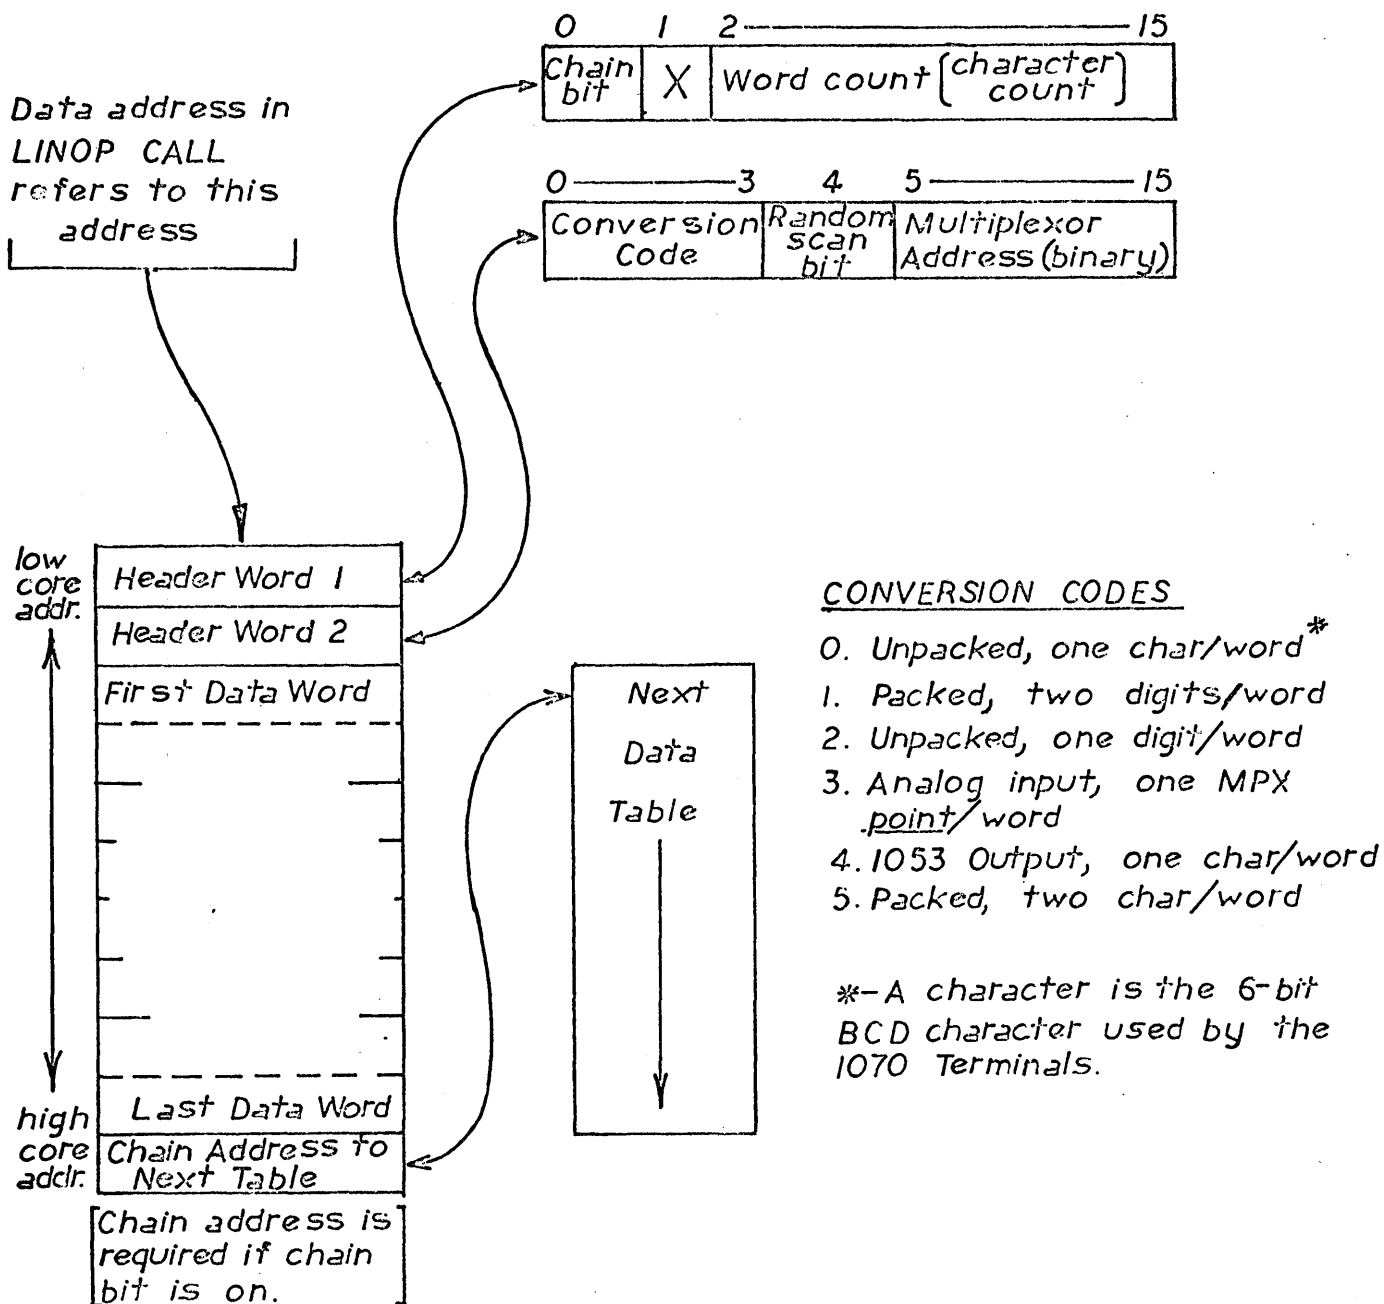 0 1 2 15
Chain bit X Word count (character count)
Data address in
LINOP CALL
refers to this
address
0 3 4 5 15
Conversion Code Random scan bit Multiplexor Address (binary)
low
core
addr.
Header Word 1
Header Word 2
First Data Word
Last Data Word
high
core
addr.
Chain Address to
Next Table
[Chain address is
required if chain
bit is on.]
Next
Data
Table
CONVERSION CODES
0. Unpacked, one char/word*
1. Packed, two digits/word
2. Unpacked, one digit/word
3. Analog input, one MPX
point/word
4. 1053 Output, one char/word
5. Packed, two char/word
*-A character is the 6-bit
BCD character used by the
1070 Terminals.